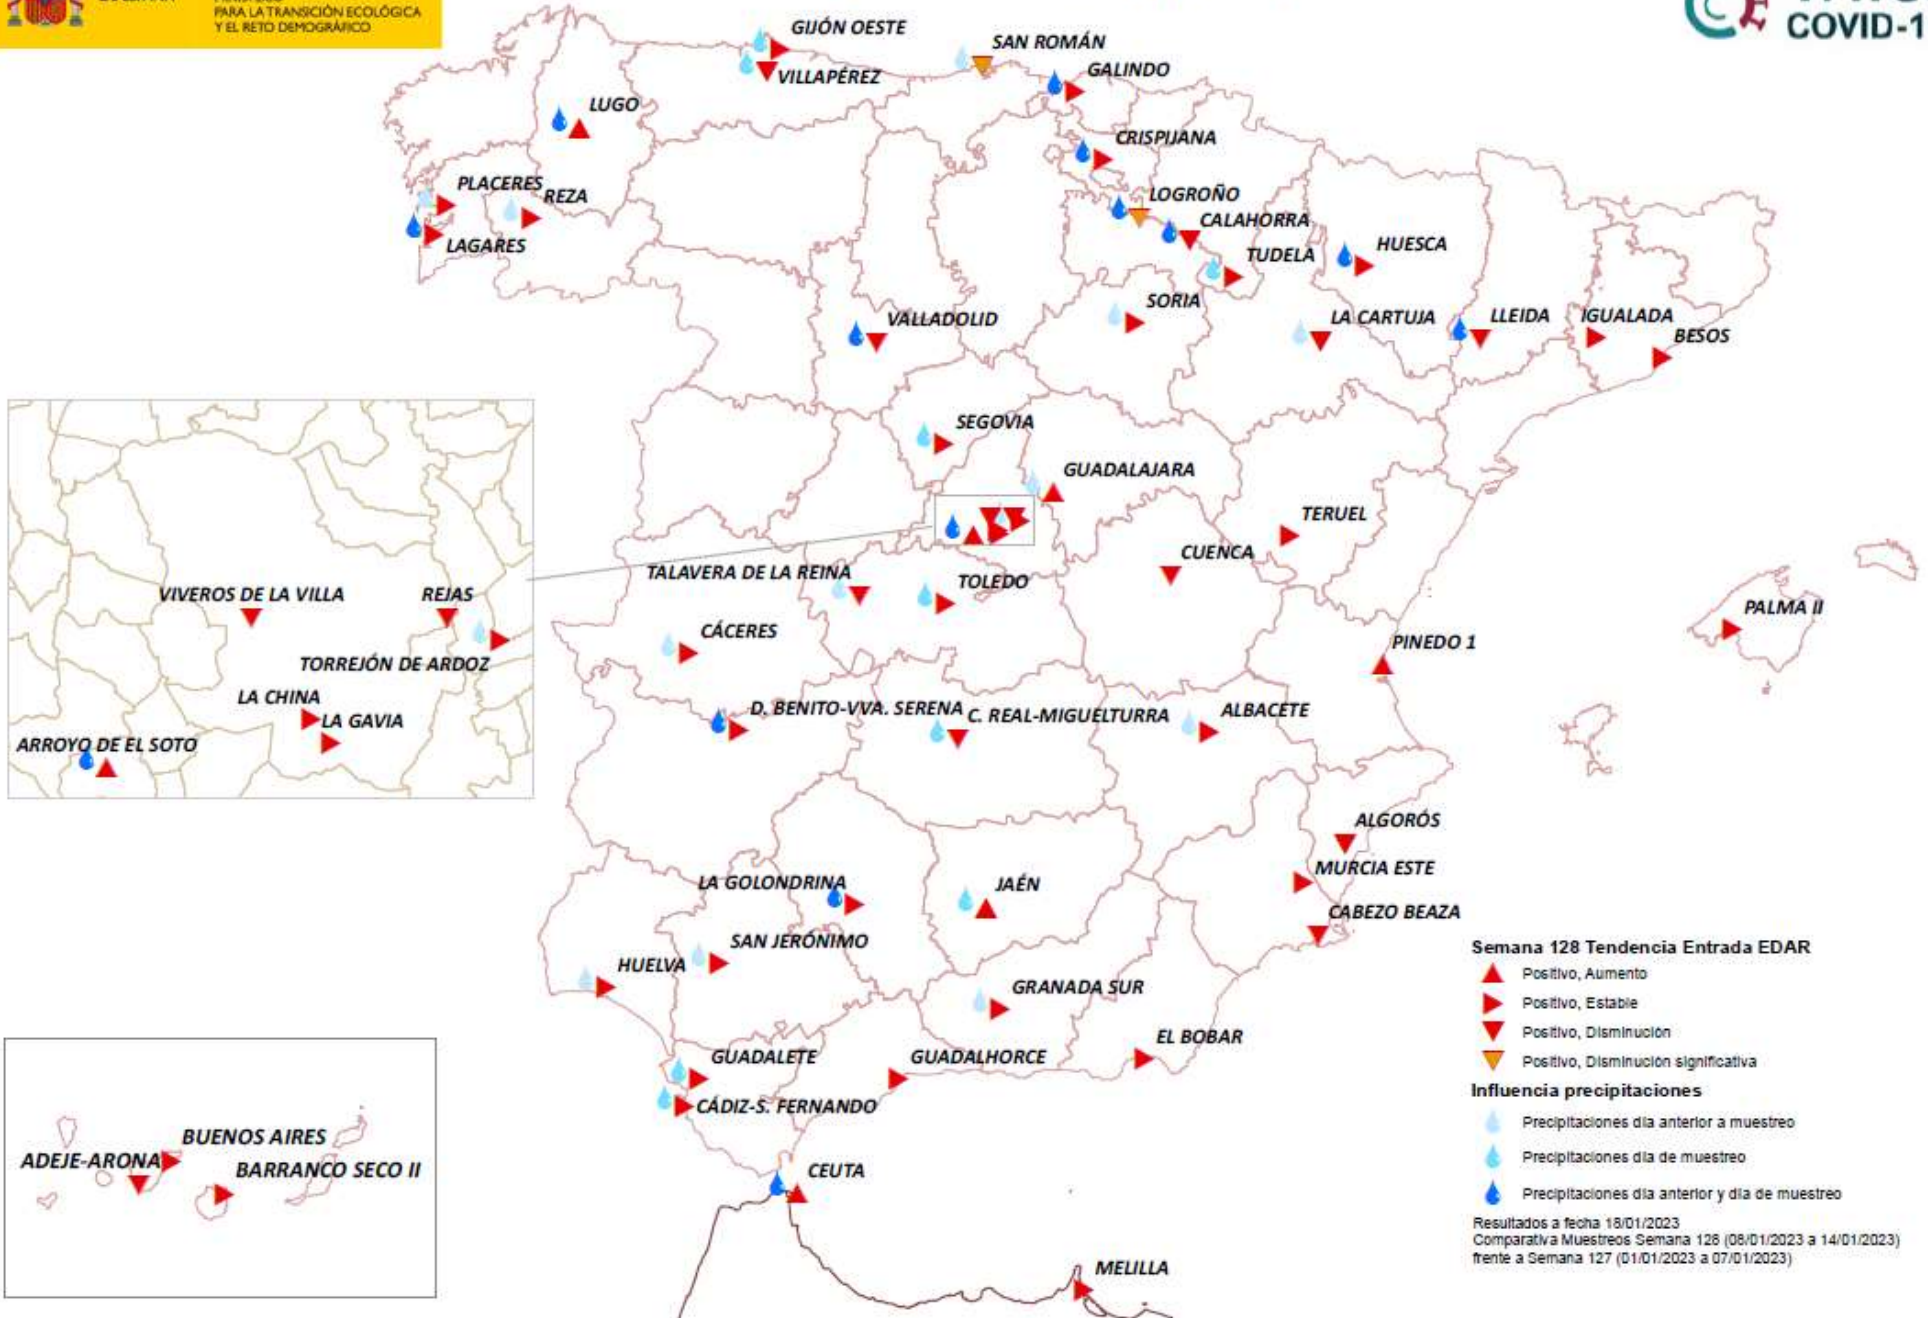 PARA LA TRANSICIÓN ECOLÓGICA
Y EL RETO DEMOGRÁFICO
COVID-1
GIJÓN OESTE
SAN ROMÁN
VILLAPÉREZ
GALINDO
LUGO
CRISPIJANA
PLACERES
REZA
LOGROÑO
CALAHORRA
LAGARES
HUESCA
TUDELA
SORIA
VALLADOLID
LA CARTUJA
LLEIDA
IGUALADA
BESOS
SEGOVIA
GUADALAJARA
TERUEL
CUENCA
TALAVERA DE LA REINA
TOLEDO
VIVEROS DE LA VILLA
REJAS
PALMA II
CÁCERES
PINEDO 1
TORREJÓN DE ARDOZ
LA CHINA
LA GAVIA
D. BENITO-VVA. SERENA
C. REAL-MIGUELTURRA
ALBACETE
ARROYO DE EL SOTO
ALGORÓS
MURCIA ESTE
LA GOLONDRINA
JAÉN
CABEZO BEAZA
SAN JERÓNIMO
HUELVA
GRANADA SUR
EL BOBAR
GUADALETE
GUADALHORCE
CÁDIZ-S. FERNANDO
BUENOS AIRES
ADEJE-ARONA
BARRANCO SECO II
CEUTA
MELILLA
Semana 128 Tendencia Entrada EDAR
Positivo, Aumento
Positivo, Estable
Positivo, Disminución
Positivo, Disminución significativa
Influencia precipitaciones
Precipitaciones día anterior a muestreo
Precipitaciones día de muestreo
Precipitaciones día anterior y día de muestreo
Resultados a fecha 18/01/2023
Comparativa Muestreos Semana 128 (08/01/2023 a 14/01/2023)
frente a Semana 127 (01/01/2023 a 07/01/2023)